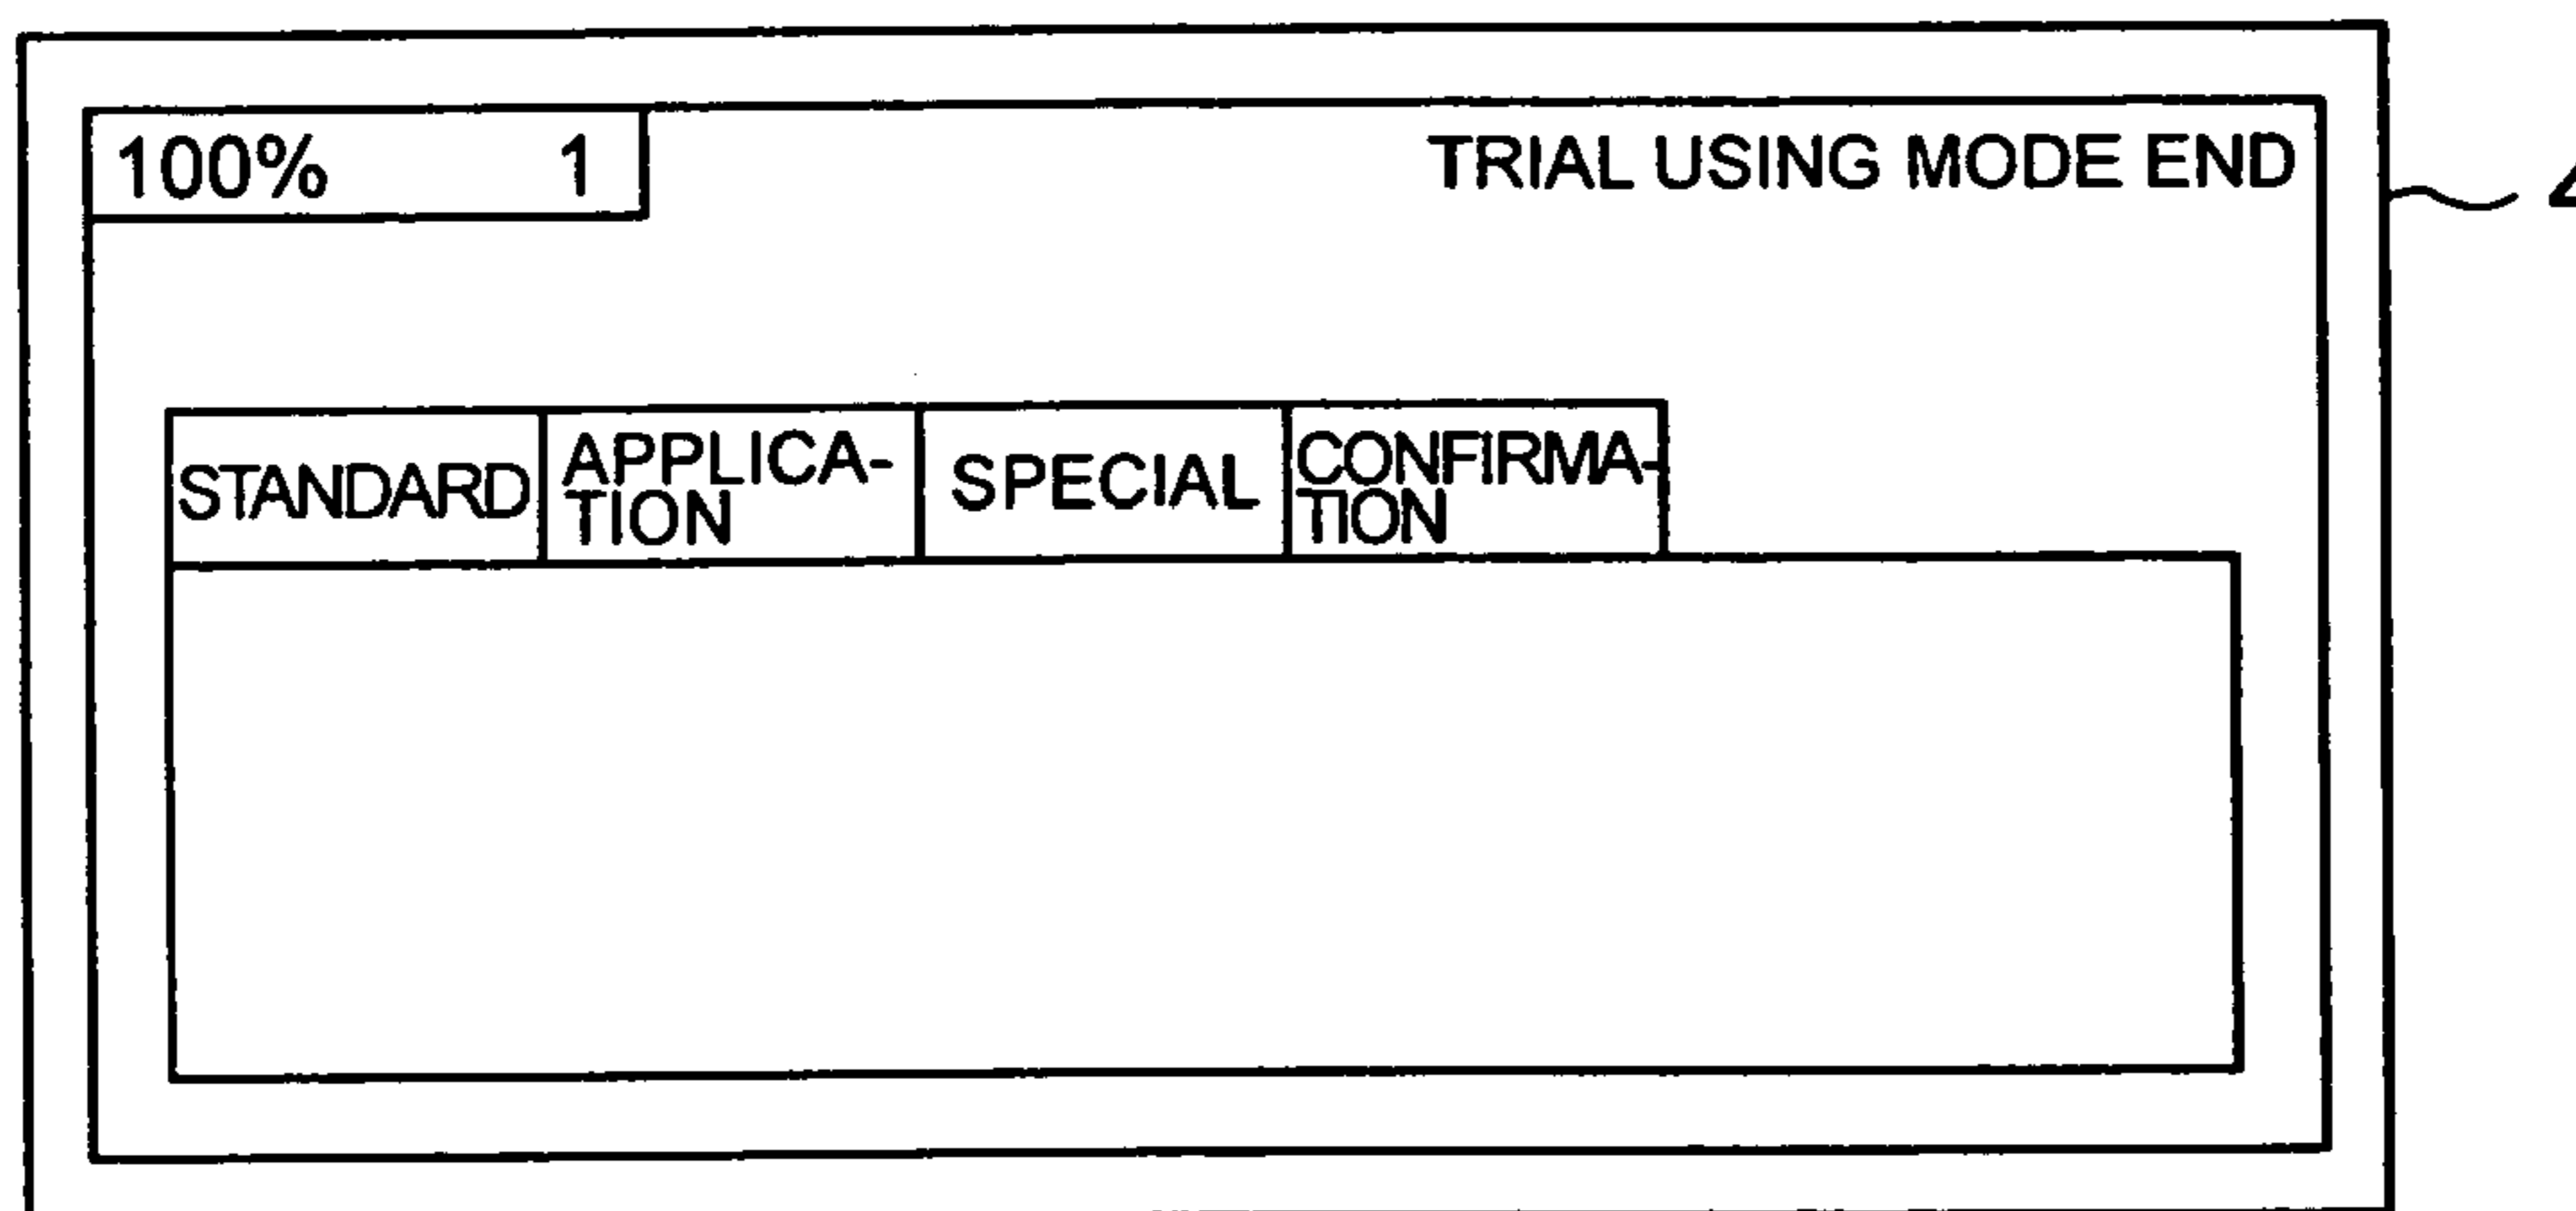 100% 1 TRIAL USING MODE END
STANDARD
APPLICA-
TION
SPECIAL
CONFIRMA-
TION